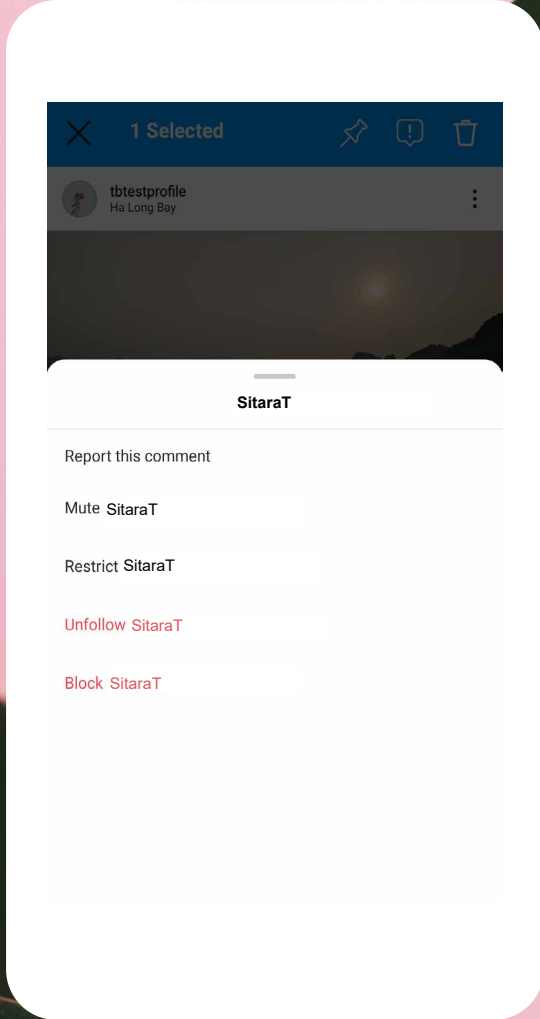 1 Selected
tbtestprofile
Ha Long Bay
SitaraT
Report this comment
Mute SitaraT
Restrict SitaraT
Unfollow SitaraT
Block SitaraT